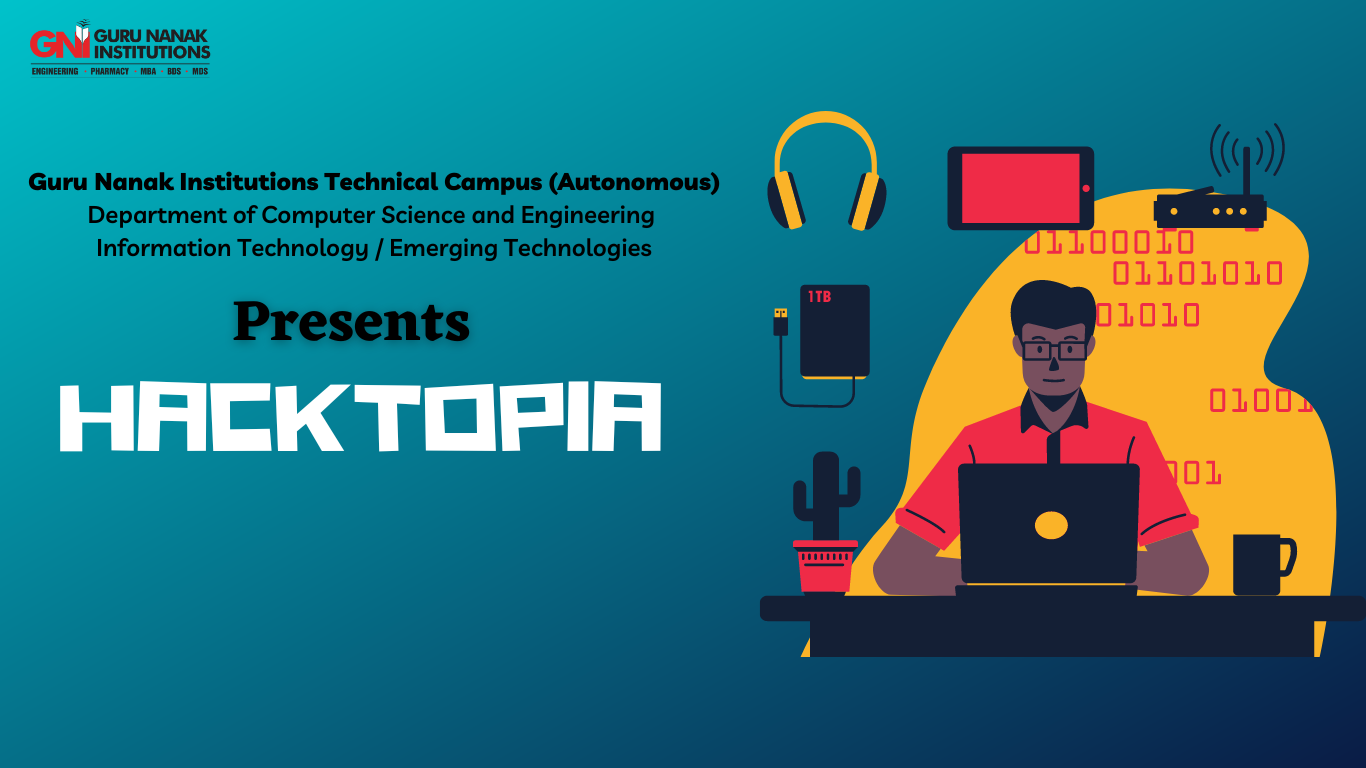 GNI GURU NANAK
INSTITUTIONS
ENGINEERING · PHARMACY · MBA · BDS · MDS
Guru Nanak Institutions Technical Campus (Autonomous)
Department of Computer Science and Engineering
Information Technology / Emerging Technologies
Presents
HACKTOPIA
01100010
01101010
1TB
01010
01001
001